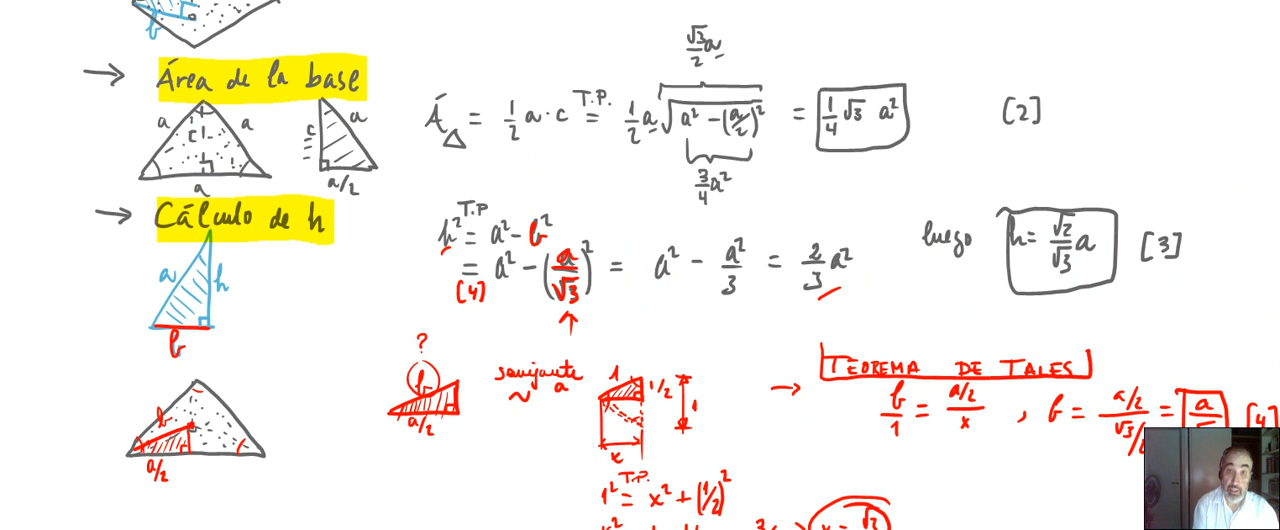 b
→ Área de la base
a c a
a
c a
a/2
Á△ = 1/2 a · c =(T.P.) 1/2 a √(a² − (a/2)²) = 1/4 √3 a² [2]
√3/2 a
3/4 a²
→ Cálculo de h
a h
b
h² =(T.P) a² − b²
= a² − (a/√3)² = a² − a²/3 = 2/3 a²
[4]
luego h = √2/√3 a [3]
?
b
a/2
semejante
~ a
1 1/2 1
x
→ TEOREMA DE TALES
b/1 = (a/2)/x , b = (a/2)/(√3/2) = a/ [4]
b
a/2
1² =(T.P.) x² + (1/2)²